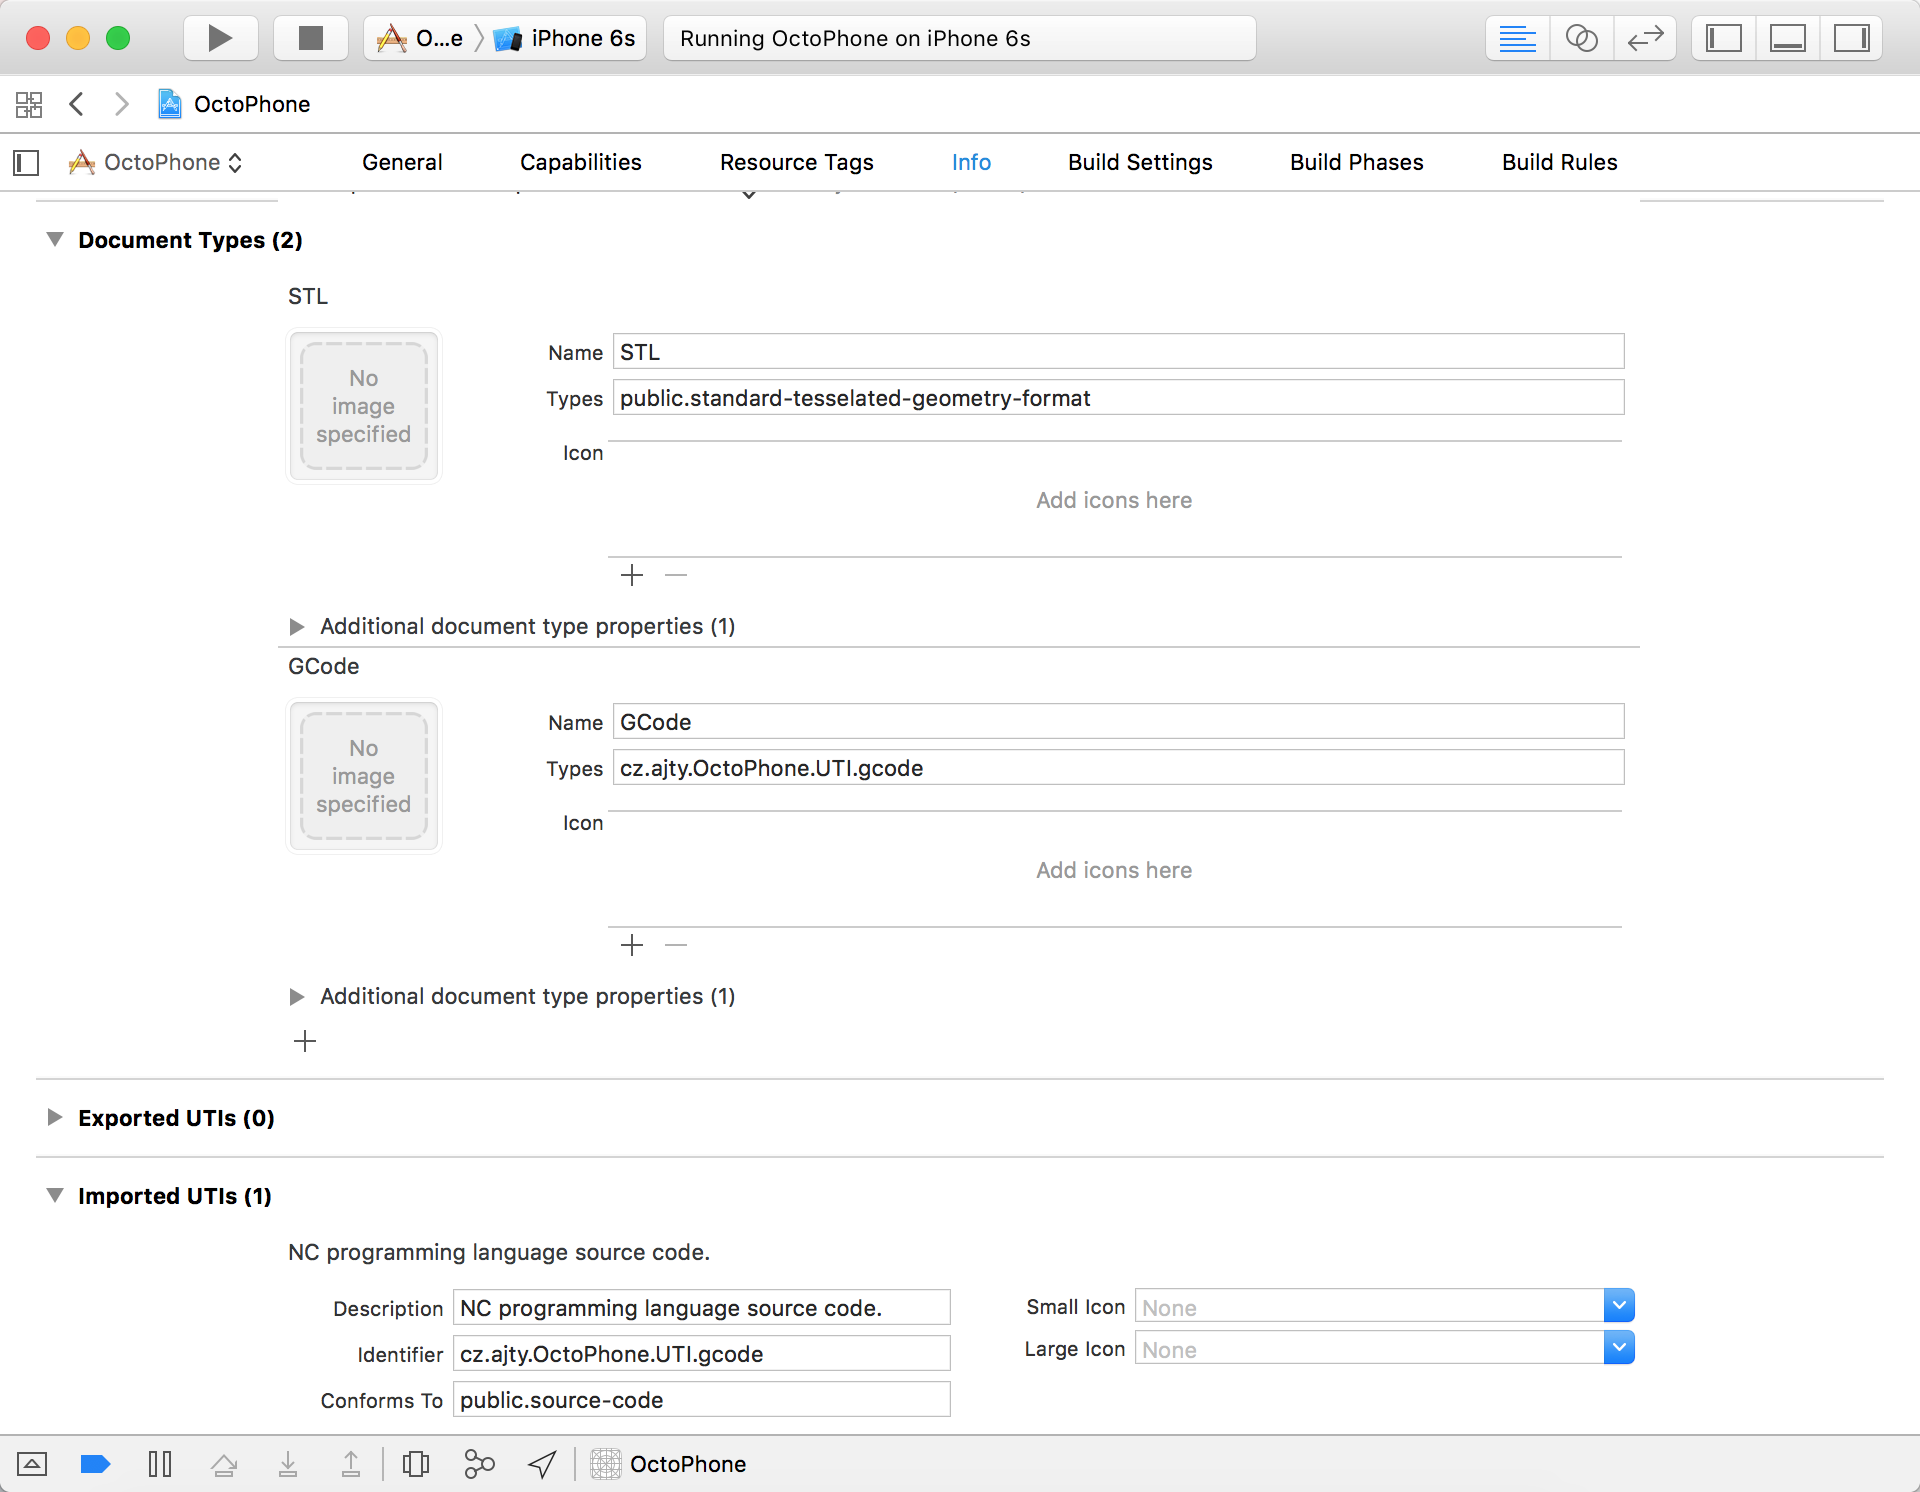 O...e iPhone 6s Running OctoPhone on iPhone 6s
OctoPhone
OctoPhone General Capabilities Resource Tags Info Build Settings Build Phases Build Rules
Document Types (2)
STL
No image specified
Name STL
Types public.standard-tesselated-geometry-format
Icon
Add icons here
Additional document type properties (1)
GCode
No image specified
Name GCode
Types cz.ajty.OctoPhone.UTI.gcode
Icon
Add icons here
Additional document type properties (1)
Exported UTIs (0)
Imported UTIs (1)
NC programming language source code.
Description NC programming language source code. Small Icon None
Identifier cz.ajty.OctoPhone.UTI.gcode Large Icon None
Conforms To public.source-code
OctoPhone